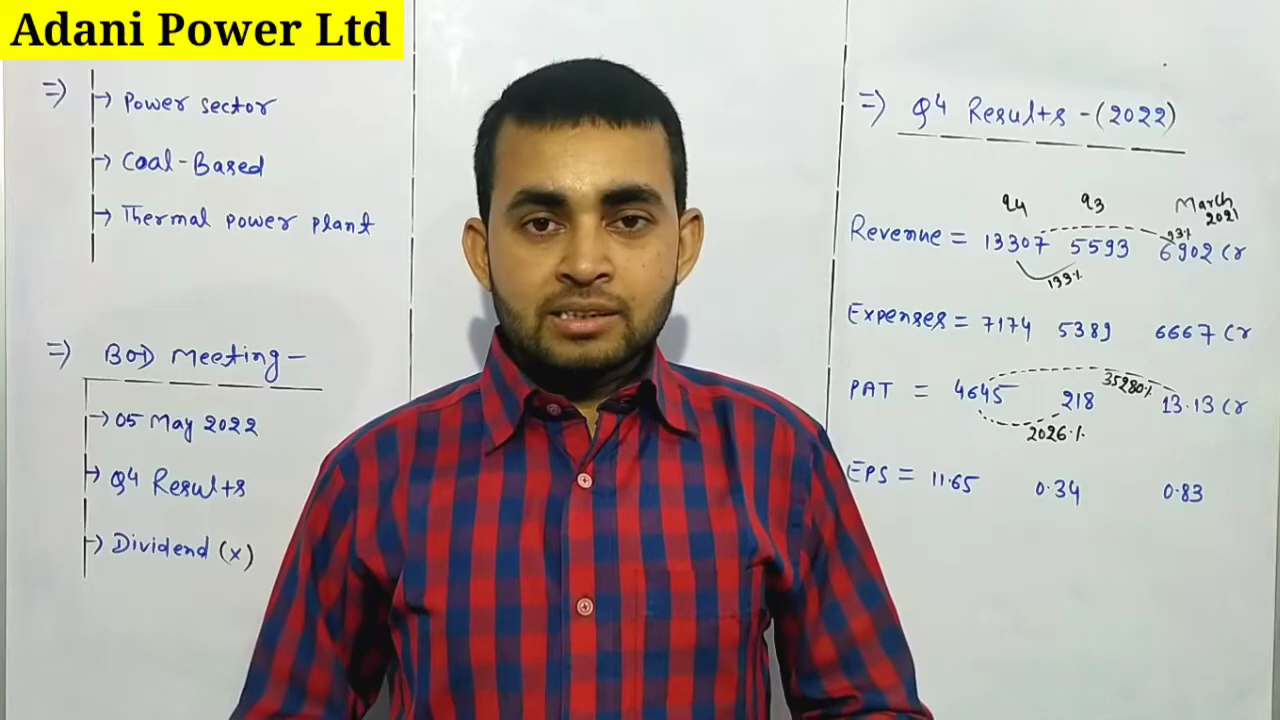 Adani Power Ltd
=> Power sector
→ Coal-Based
→ Thermal power plant
=> BOD Meeting -
→ 05 May 2022
→ Q4 Results
→ Dividend (x)
=> Q4 Results - (2022)
q4 q3 March 2021
Revenue = 13307 5593 6902 Cr
133% 93%
Expenses = 7174 5389 6667 Cr
PAT = 4645 218 13.13 Cr
2026% 35280%
EPS = 11.65 0.34 0.83